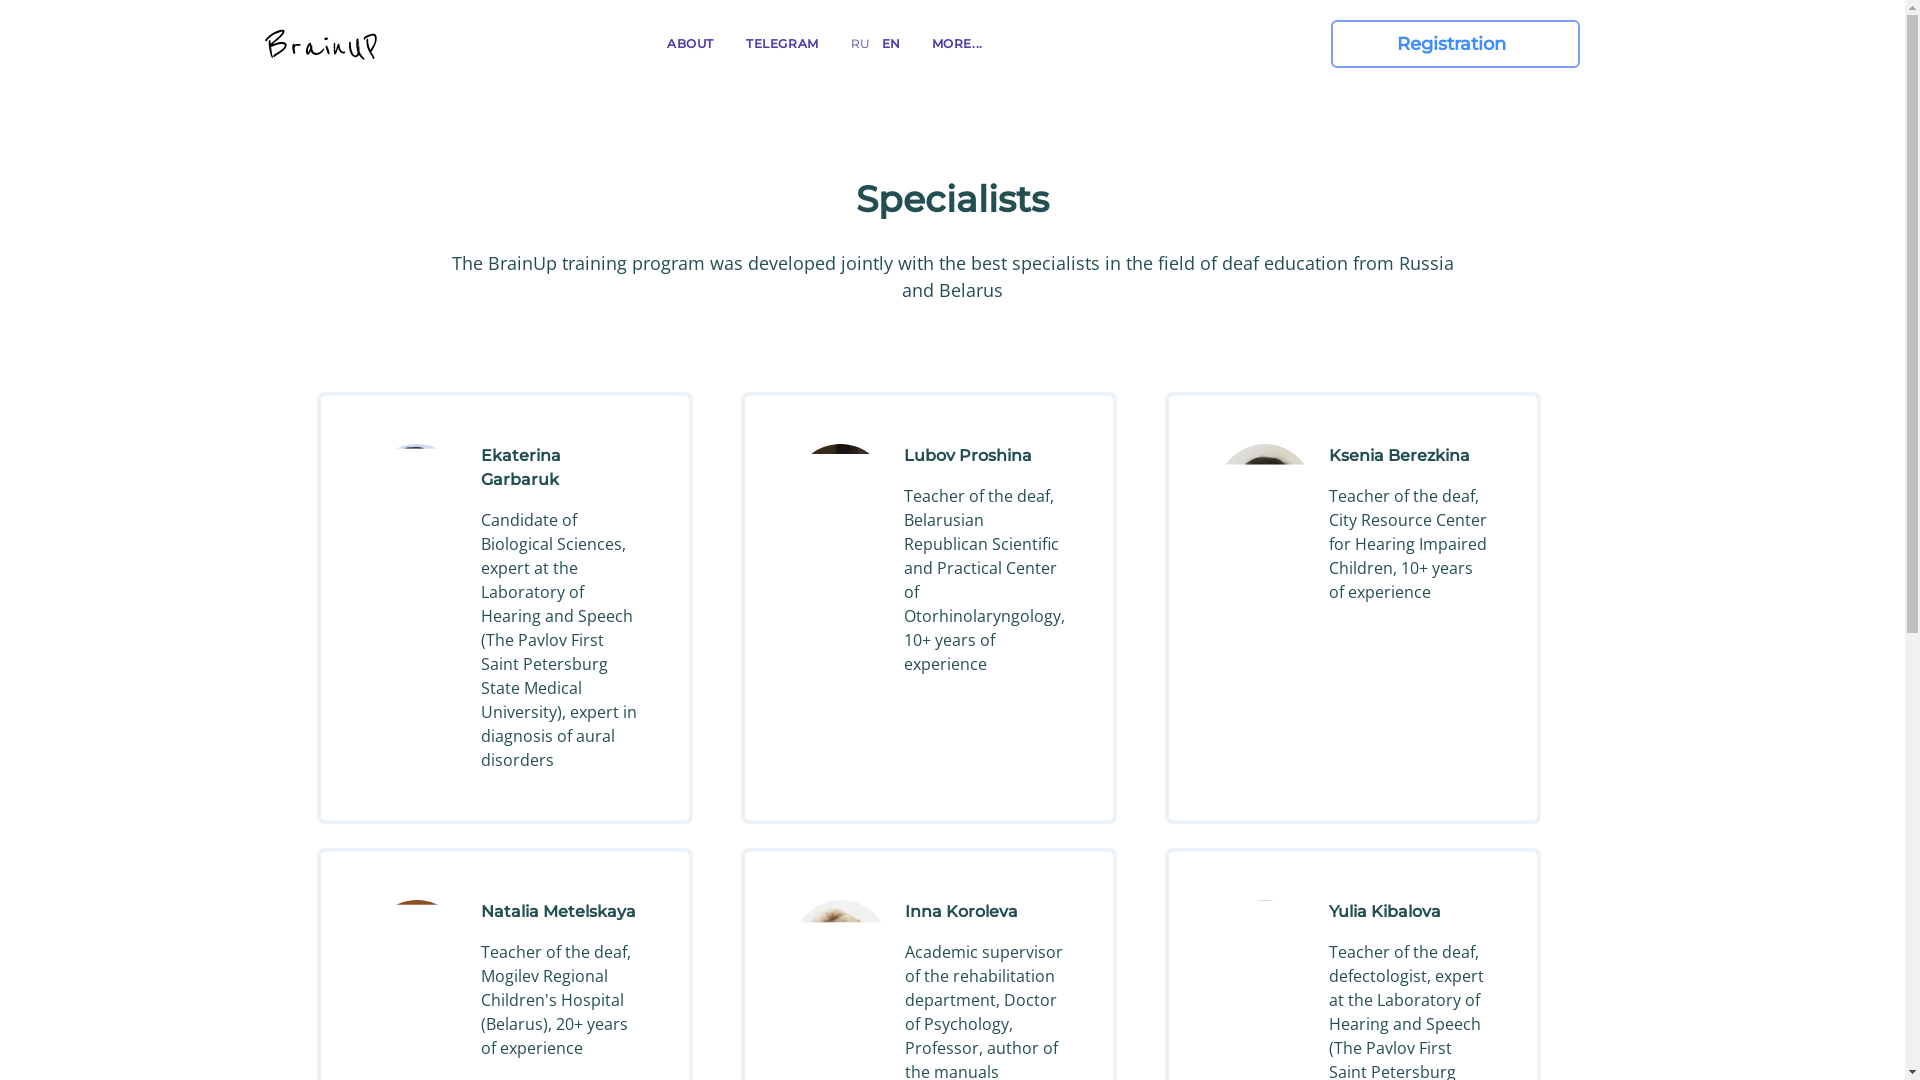 BrainUP
ABOUT
TELEGRAM
RU
EN
MORE...
Registration
Specialists
The BrainUp training program was developed jointly with the best specialists in the field of deaf education from Russia
and Belarus
Ekaterina
Garbaruk
Candidate of
Biological Sciences,
expert at the
Laboratory of
Hearing and Speech
(The Pavlov First
Saint Petersburg
State Medical
University), expert in
diagnosis of aural
disorders
Lubov Proshina
Teacher of the deaf,
Belarusian
Republican Scientific
and Practical Center
of
Otorhinolaryngology,
10+ years of
experience
Ksenia Berezkina
Teacher of the deaf,
City Resource Center
for Hearing Impaired
Children, 10+ years
of experience
Natalia Metelskaya
Teacher of the deaf,
Mogilev Regional
Children's Hospital
(Belarus), 20+ years
of experience
Inna Koroleva
Academic supervisor
of the rehabilitation
department, Doctor
of Psychology,
Professor, author of
the manuals
Yulia Kibalova
Teacher of the deaf,
defectologist, expert
at the Laboratory of
Hearing and Speech
(The Pavlov First
Saint Petersburg